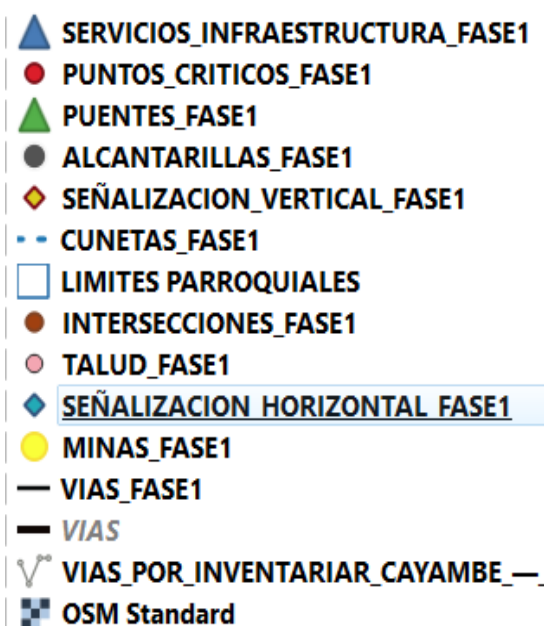 SERVICIOS_INFRAESTRUCTURA_FASE1
PUNTOS_CRITICOS_FASE1
PUENTES_FASE1
ALCANTARILLAS_FASE1
SEÑALIZACION_VERTICAL_FASE1
CUNETAS_FASE1
LIMITES PARROQUIALES
INTERSECCIONES_FASE1
TALUD_FASE1
SEÑALIZACION_HORIZONTAL_FASE1
MINAS_FASE1
VIAS_FASE1
VIAS
VIAS_POR_INVENTARIAR_CAYAMBE_—_
OSM Standard